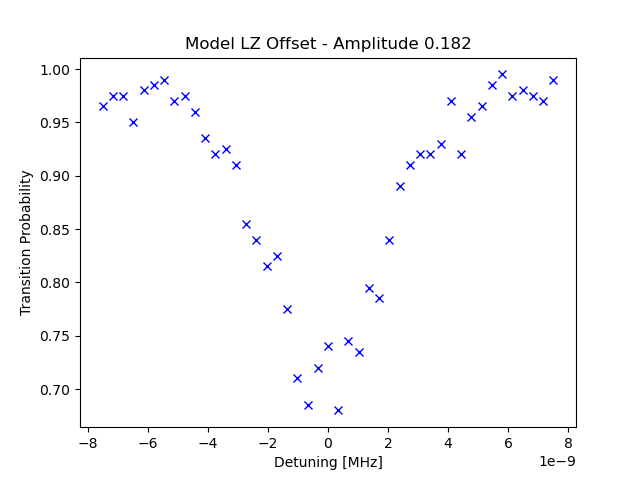 Model LZ Offset - Amplitude 0.182
1.00
0.95
0.90
0.85
0.80
0.75
0.70
Transition Probability
−8 −6 −4 −2 0 2 4 6 8
1e−9
Detuning [MHz]